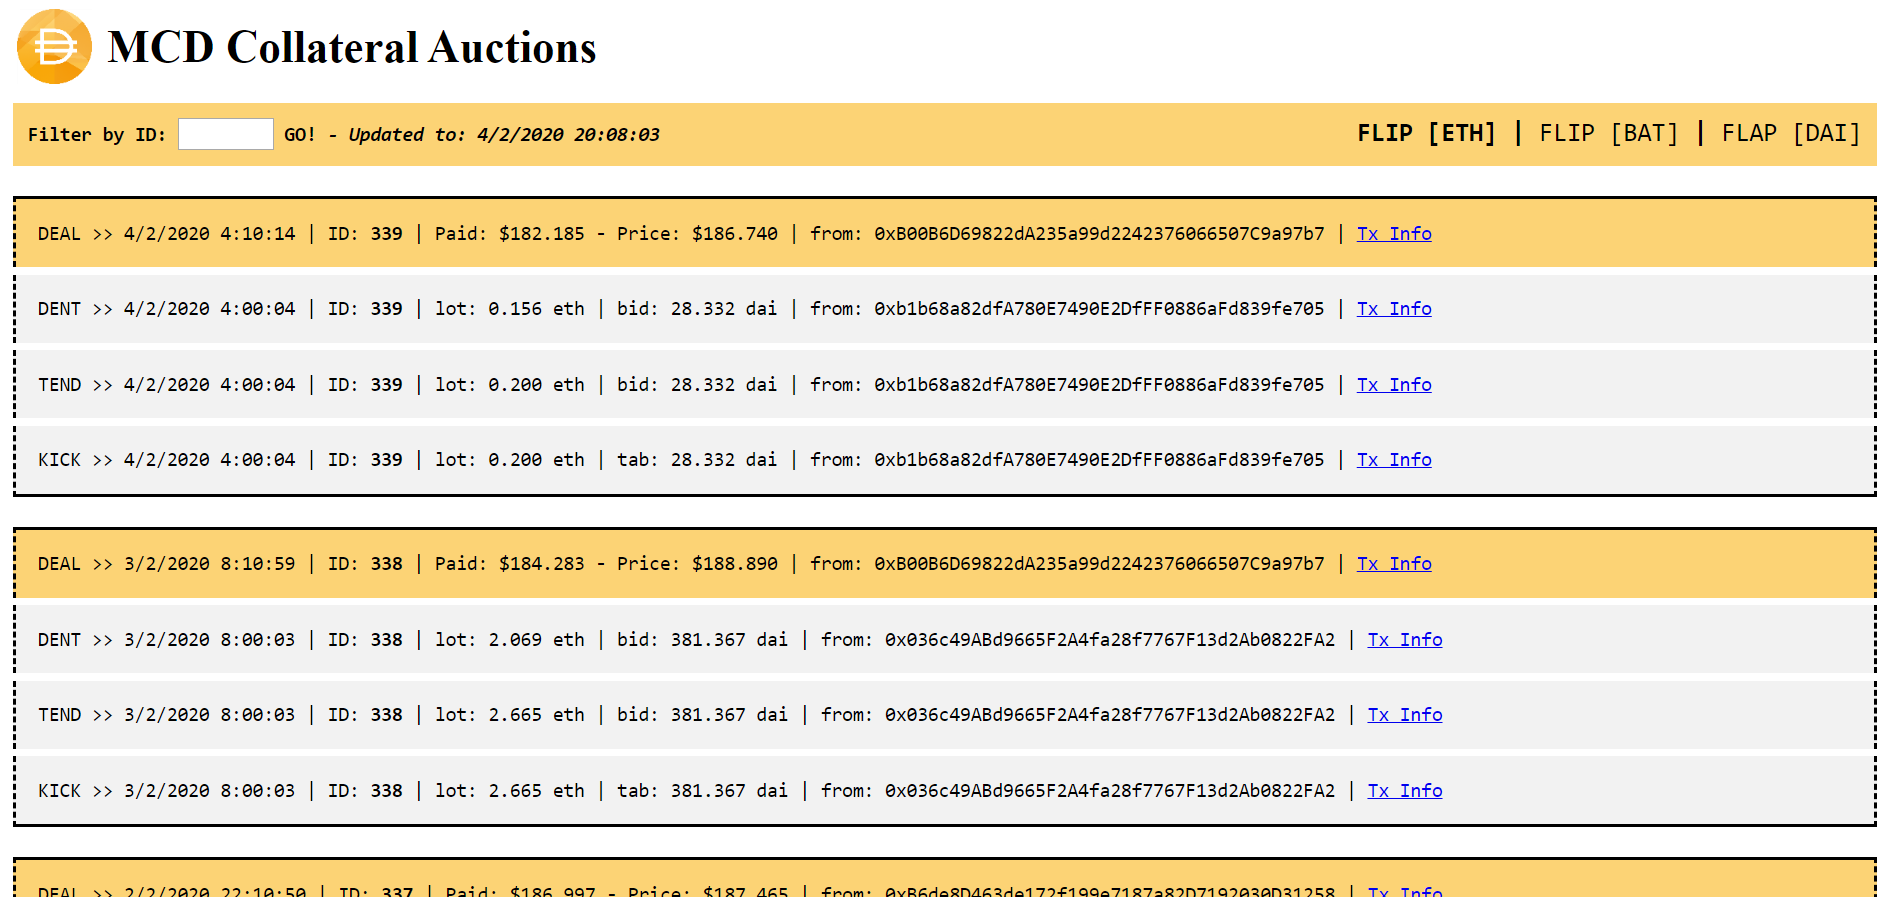 MCD Collateral Auctions
Filter by ID: GO! - Updated to: 4/2/2020 20:08:03 FLIP [ETH] | FLIP [BAT] | FLAP [DAI]
DEAL >> 4/2/2020 4:10:14 | ID: 339 | Paid: $182.185 - Price: $186.740 | from: 0xB00B6D69822dA235a99d2242376066507C9a97b7 | Tx Info
DENT >> 4/2/2020 4:00:04 | ID: 339 | lot: 0.156 eth | bid: 28.332 dai | from: 0xb1b68a82dfA780E7490E2DfFF0886aFd839fe705 | Tx Info
TEND >> 4/2/2020 4:00:04 | ID: 339 | lot: 0.200 eth | bid: 28.332 dai | from: 0xb1b68a82dfA780E7490E2DfFF0886aFd839fe705 | Tx Info
KICK >> 4/2/2020 4:00:04 | ID: 339 | lot: 0.200 eth | tab: 28.332 dai | from: 0xb1b68a82dfA780E7490E2DfFF0886aFd839fe705 | Tx Info
DEAL >> 3/2/2020 8:10:59 | ID: 338 | Paid: $184.283 - Price: $188.890 | from: 0xB00B6D69822dA235a99d2242376066507C9a97b7 | Tx Info
DENT >> 3/2/2020 8:00:03 | ID: 338 | lot: 2.069 eth | bid: 381.367 dai | from: 0x036c49ABd9665F2A4fa28f7767F13d2Ab0822FA2 | Tx Info
TEND >> 3/2/2020 8:00:03 | ID: 338 | lot: 2.665 eth | bid: 381.367 dai | from: 0x036c49ABd9665F2A4fa28f7767F13d2Ab0822FA2 | Tx Info
KICK >> 3/2/2020 8:00:03 | ID: 338 | lot: 2.665 eth | tab: 381.367 dai | from: 0x036c49ABd9665F2A4fa28f7767F13d2Ab0822FA2 | Tx Info
DEAL >> 2/2/2020 22:10:50 | ID: 337 | Paid: $186.997 - Price: $187.465 | from: 0xB6de8D463de172f199e7187a82D7192030D31258 | Tx Info